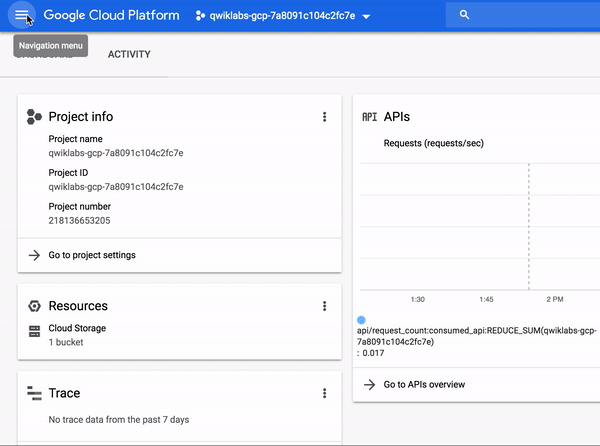 Google Cloud Platform
qwiklabs-gcp-7a8091c104c2fc7e
Navigation menu
ACTIVITY
Project info
Project name
qwiklabs-gcp-7a8091c104c2fc7e
Project ID
qwiklabs-gcp-7a8091c104c2fc7e
Project number
218136653205
Go to project settings
Resources
Cloud Storage
1 bucket
Trace
No trace data from the past 7 days
API APIs
Requests (requests/sec)
1:30 1:45 2 PM
api/request_count:consumed_api:REDUCE_SUM(qwiklabs-gcp-
7a8091c104c2fc7e)
: 0.017
Go to APIs overview